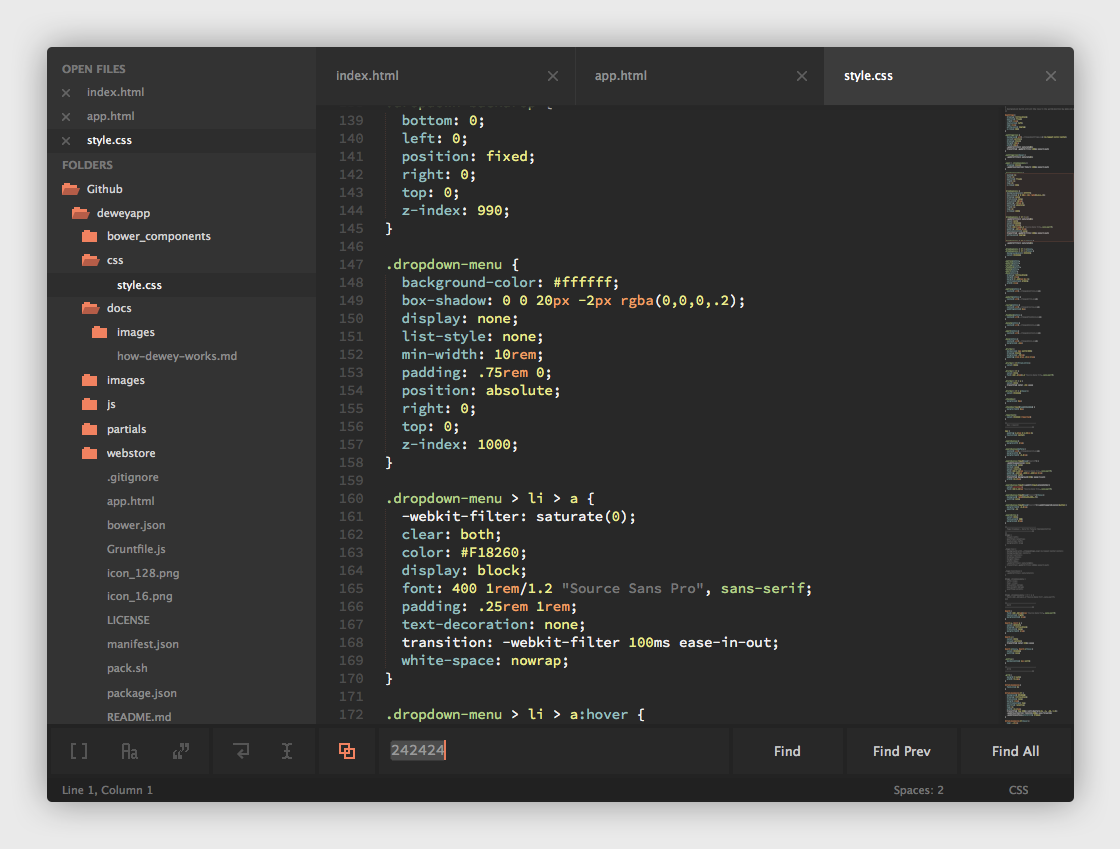 OPEN FILES
index.html
app.html
style.css
FOLDERS
Github
deweyapp
bower_components
css
style.css
docs
images
how-dewey-works.md
images
js
partials
webstore
.gitignore
app.html
bower.json
Gruntfile.js
icon_128.png
icon_16.png
LICENSE
manifest.json
pack.sh
package.json
README.md
index.html
app.html
style.css
139 bottom: 0;
140 left: 0;
141 position: fixed;
142 right: 0;
143 top: 0;
144 z-index: 990;
145 }
146
147 .dropdown-menu {
148 background-color: #ffffff;
149 box-shadow: 0 0 20px -2px rgba(0,0,0,.2);
150 display: none;
151 list-style: none;
152 min-width: 10rem;
153 padding: .75rem 0;
154 position: absolute;
155 right: 0;
156 top: 0;
157 z-index: 1000;
158 }
159
160 .dropdown-menu > li > a {
161 -webkit-filter: saturate(0);
162 clear: both;
163 color: #F18260;
164 display: block;
165 font: 400 1rem/1.2 "Source Sans Pro", sans-serif;
166 padding: .25rem 1rem;
167 text-decoration: none;
168 transition: -webkit-filter 100ms ease-in-out;
169 white-space: nowrap;
170 }
171
172 .dropdown-menu > li > a:hover {
[ ] Aa “”
242424
Find
Find Prev
Find All
Line 1, Column 1
Spaces: 2
CSS